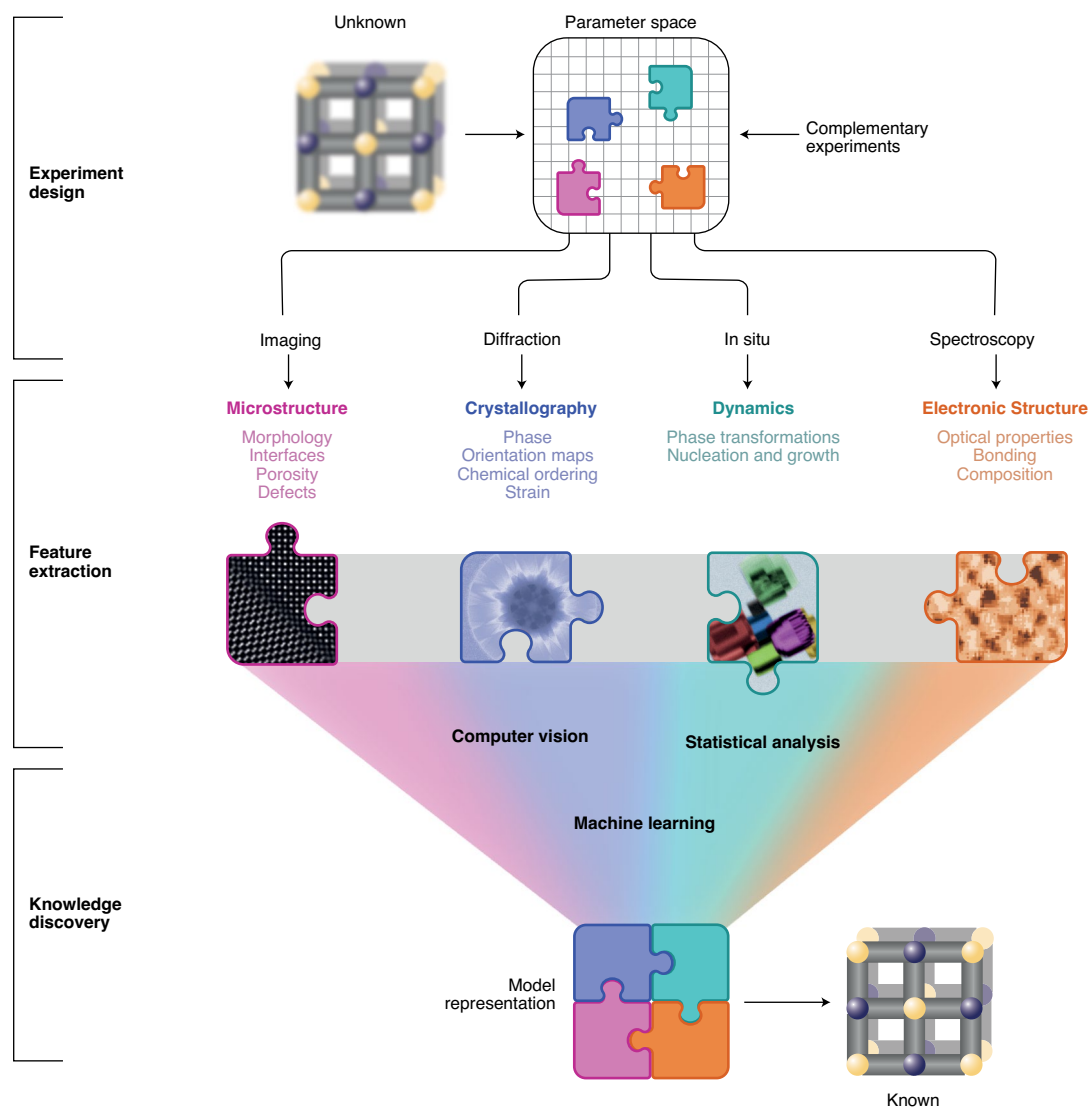 Unknown
Parameter space
Complementary
experiments
Experiment
design
Imaging
Diffraction
In situ
Spectroscopy
Microstructure
Morphology
Interfaces
Porosity
Defects
Crystallography
Phase
Orientation maps
Chemical ordering
Strain
Dynamics
Phase transformations
Nucleation and growth
Electronic Structure
Optical properties
Bonding
Composition
Feature
extraction
Computer vision
Statistical analysis
Machine learning
Knowledge
discovery
Model
representation
Known